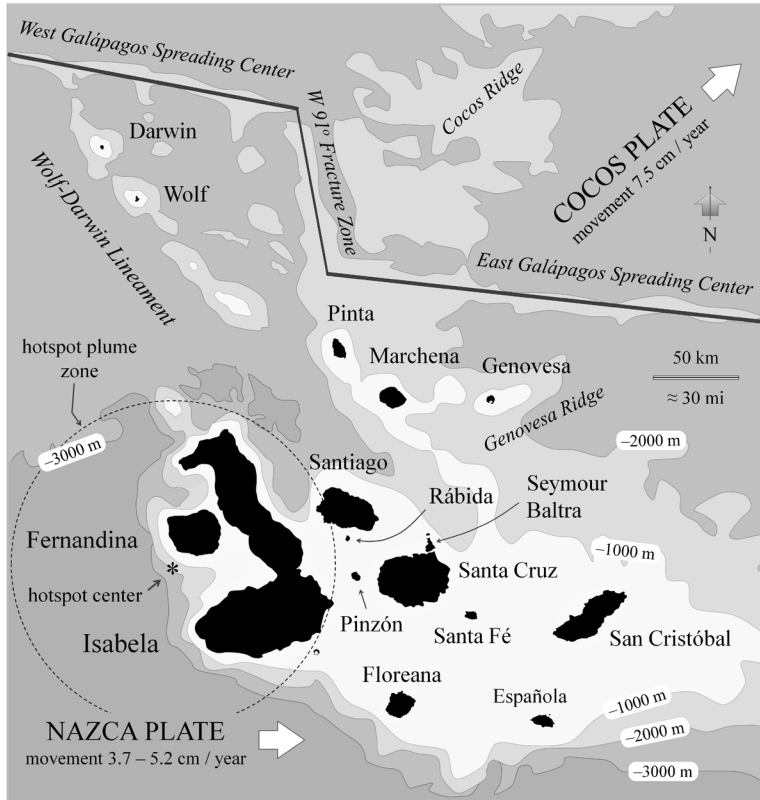 West Galápagos Spreading Center
Darwin
Wolf
Wolf-Darwin Lineament
W 91º Fracture Zone
Cocos Ridge
COCOS PLATE
movement 7.5 cm / year
N
East Galápagos Spreading Center
Pinta
Marchena
Genovesa
Genovesa Ridge
50 km
≈ 30 mi
hotspot plume
zone
–3000 m
–2000 m
Santiago
Rábida
Seymour
Baltra
Fernandina
*
hotspot center
Isabela
Pinzón
Santa Cruz
Santa Fé
–1000 m
San Cristóbal
Floreana
Española
–1000 m
–2000 m
–3000 m
NAZCA PLATE
movement 3.7 – 5.2 cm / year